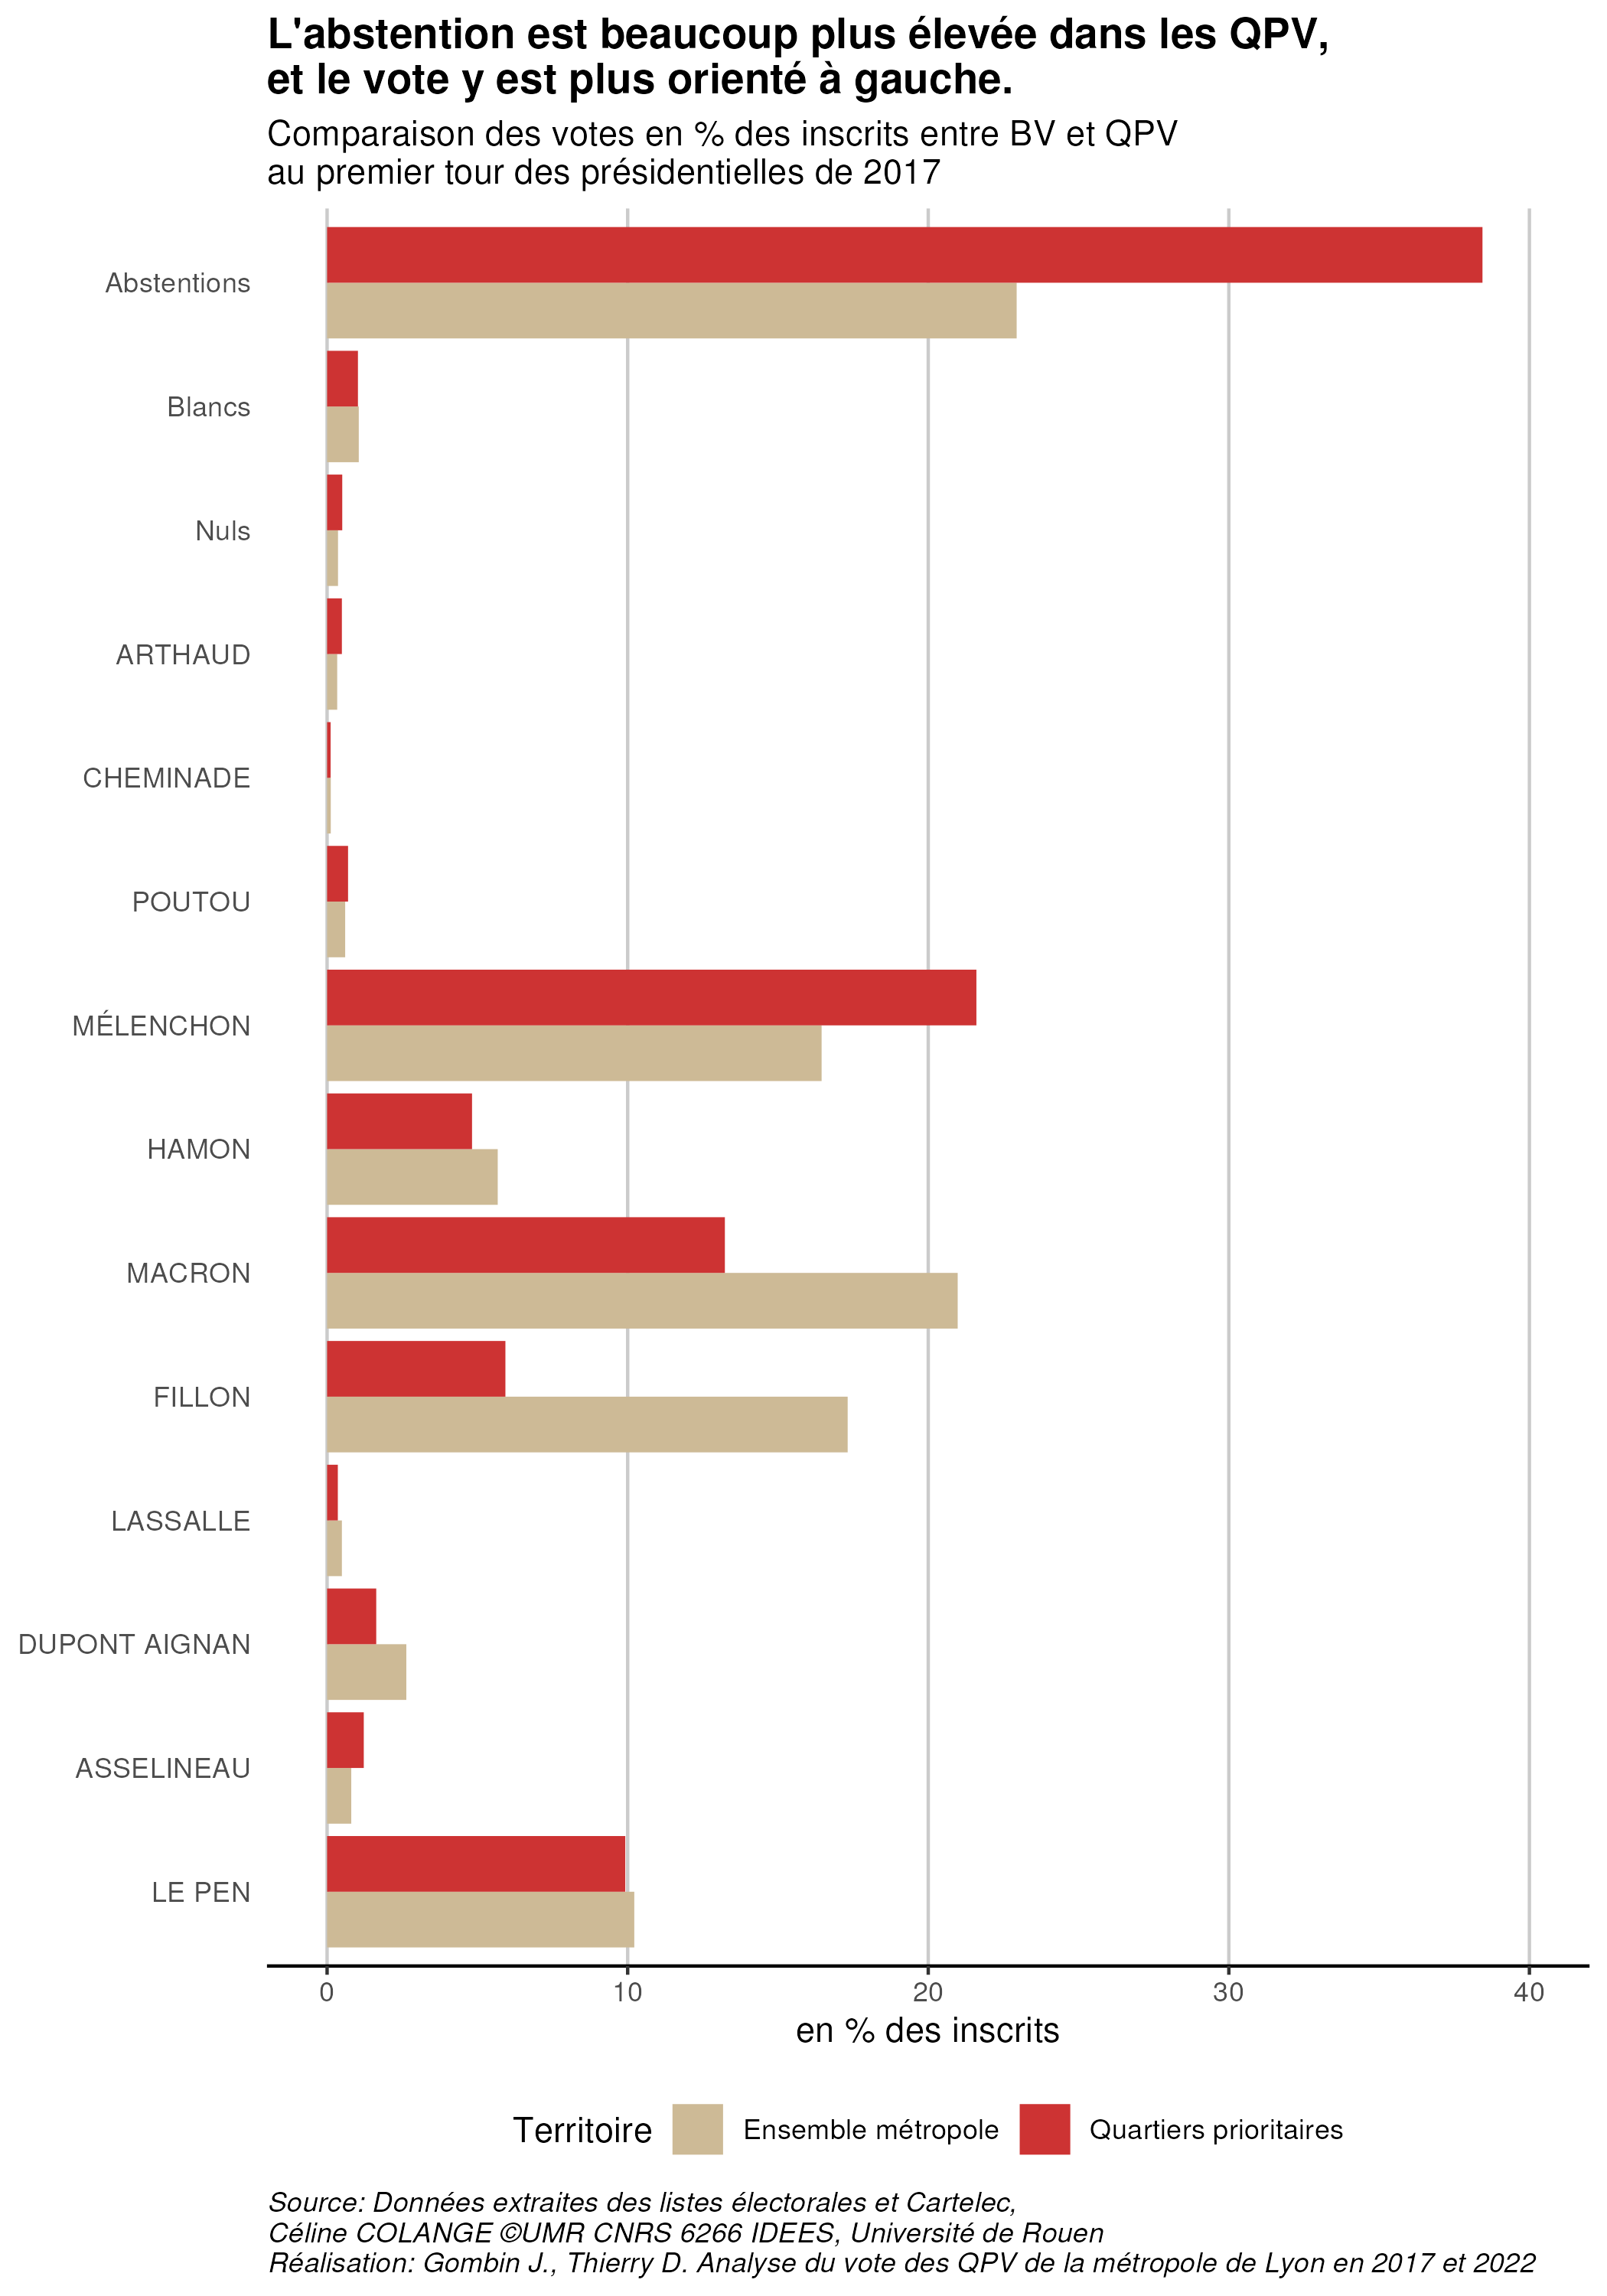 L'abstention est beaucoup plus élevée dans les QPV,
et le vote y est plus orienté à gauche.
Comparaison des votes en % des inscrits entre BV et QPV
au premier tour des présidentielles de 2017
Abstentions
Blancs
Nuls
ARTHAUD
CHEMINADE
POUTOU
MÉLENCHON
HAMON
MACRON
FILLON
LASSALLE
DUPONT AIGNAN
ASSELINEAU
LE PEN
0 10 20 30 40
en % des inscrits
Territoire Ensemble métropole Quartiers prioritaires
Source: Données extraites des listes électorales et Cartelec,
Céline COLANGE ©UMR CNRS 6266 IDEES, Université de Rouen
Réalisation: Gombin J., Thierry D. Analyse du vote des QPV de la métropole de Lyon en 2017 et 2022